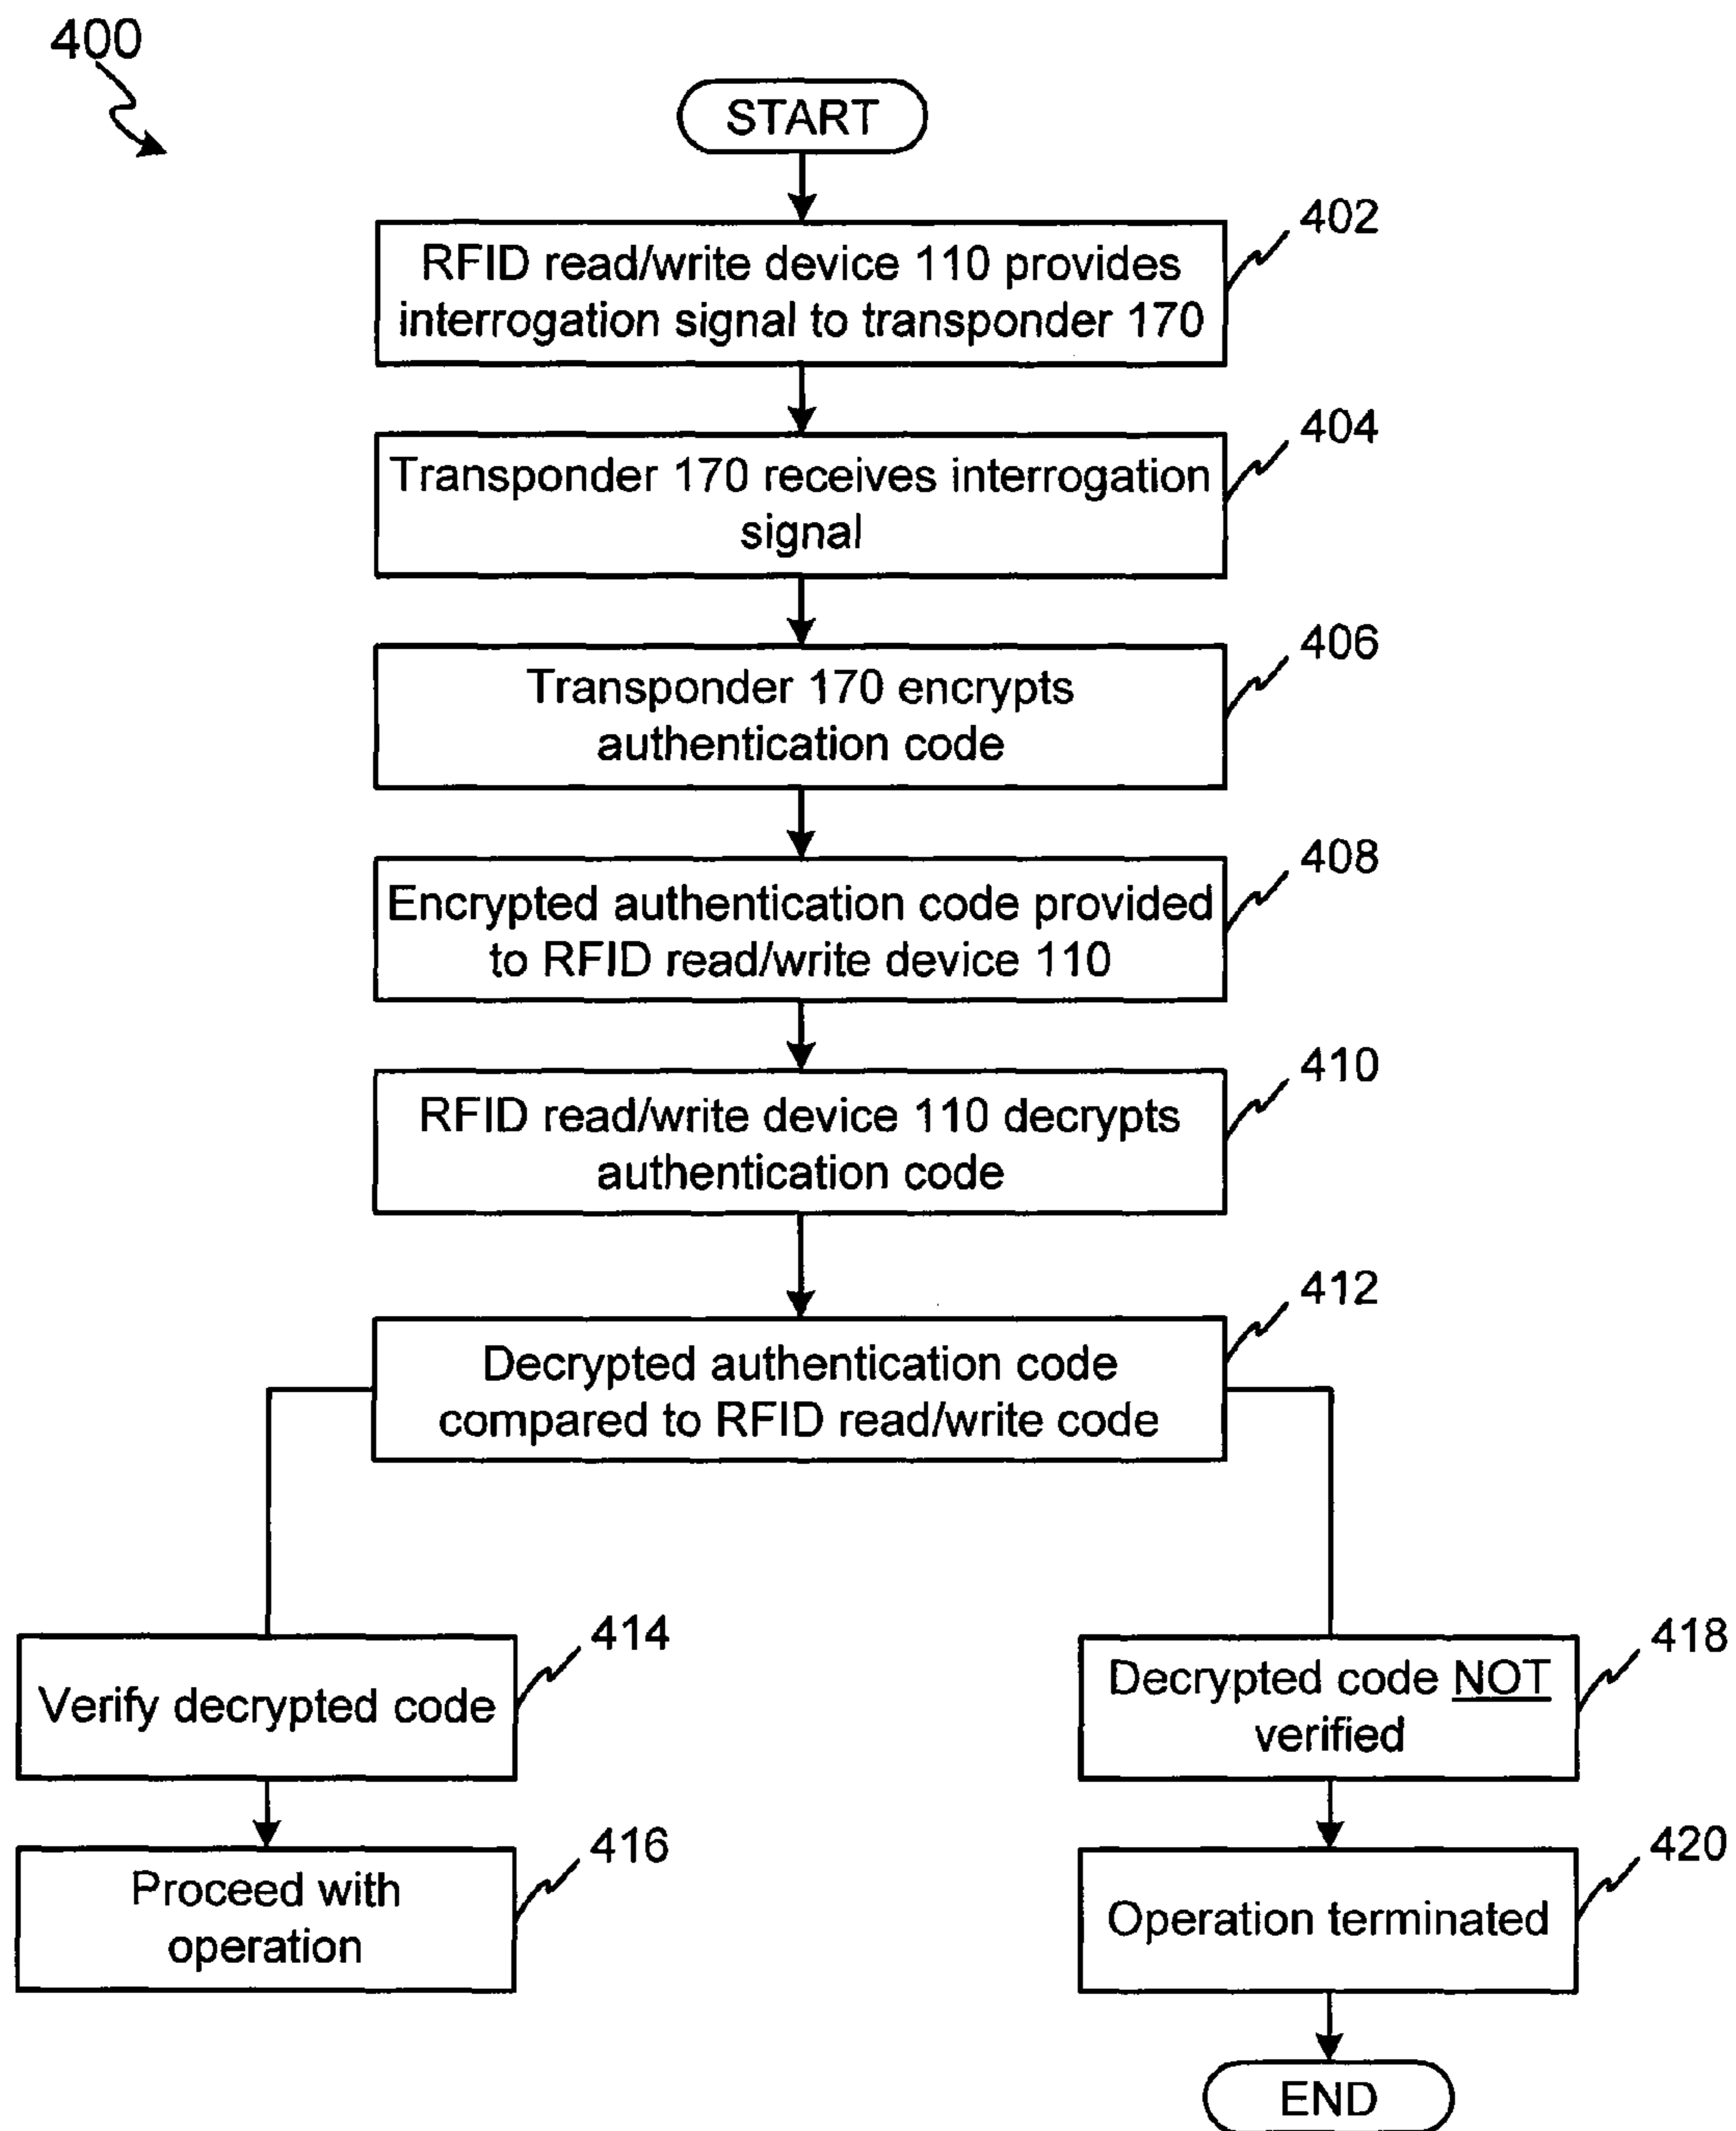 400
START
402
RFID read/write device 110 provides
interrogation signal to transponder 170
404
Transponder 170 receives interrogation
signal
406
Transponder 170 encrypts
authentication code
408
Encrypted authentication code provided
to RFID read/write device 110
410
RFID read/write device 110 decrypts
authentication code
412
Decrypted authentication code
compared to RFID read/write code
414
Verify decrypted code
418
Decrypted code NOT
verified
416
Proceed with
operation
420
Operation terminated
END